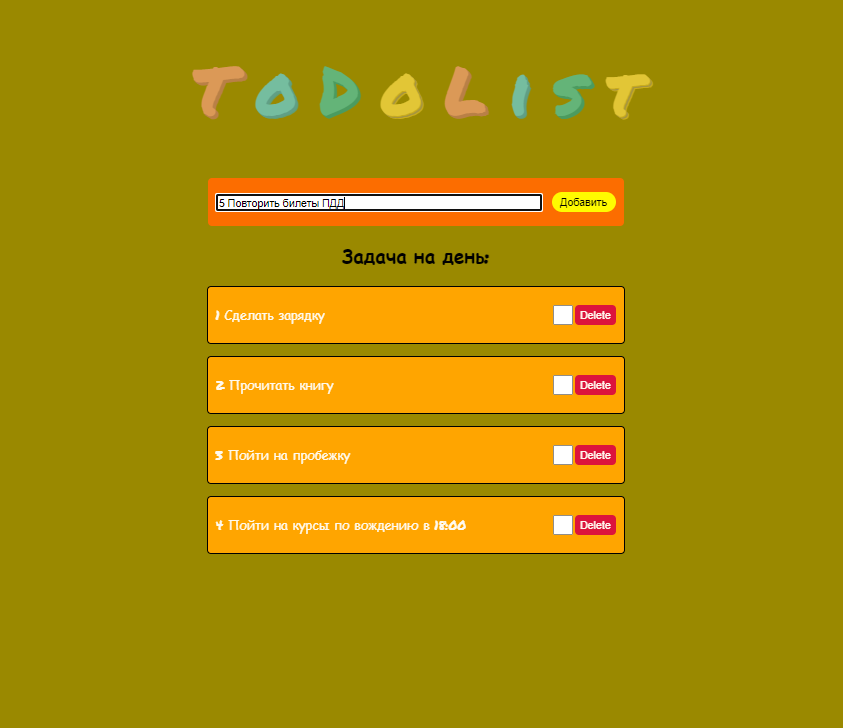 ToDoList
5 Повторить билеты ПДД
Добавить
Задача на день:
1 Сделать зарядку
Delete
2 Прочитать книгу
Delete
3 Пойти на пробежку
Delete
4 Пойти на курсы по вождению в 18:00
Delete